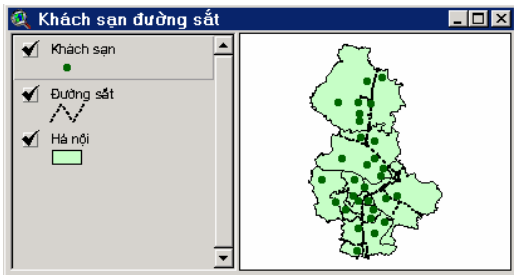 Khách sạn đường sắt
Khách sạn
Đường sắt
Hà nội